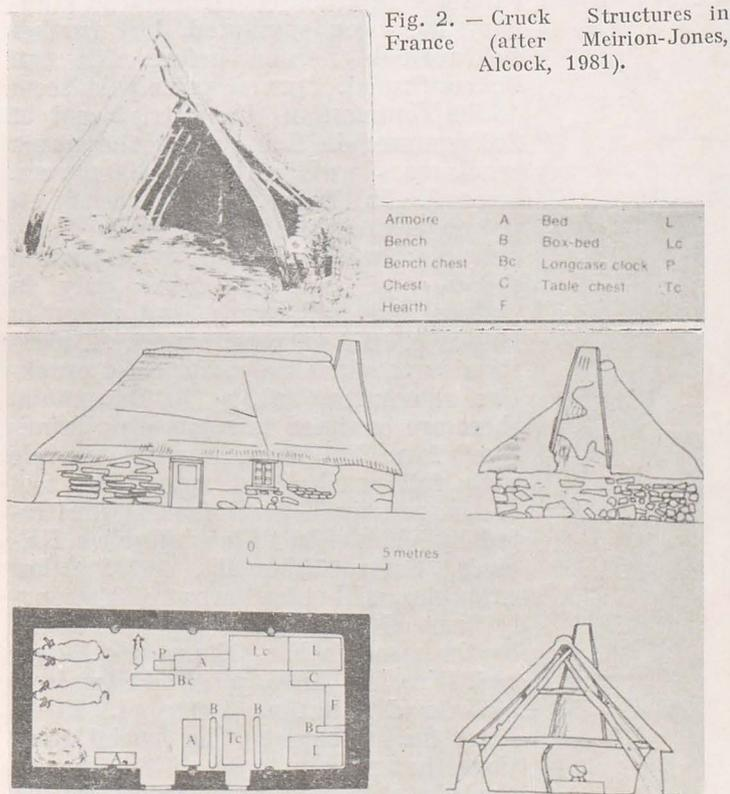 Fig. 2. — Cruck Structures in
France (after Meirion-Jones,
Alcock, 1981).
Armoire A Bed L
Bench B Box-bed Lc
Bench chest Bc Longcase clock P
Chest C Table chest Tc
Hearth F
0 5 metres
P A Lc L
Bc C
F
B B B
A Tc L
A